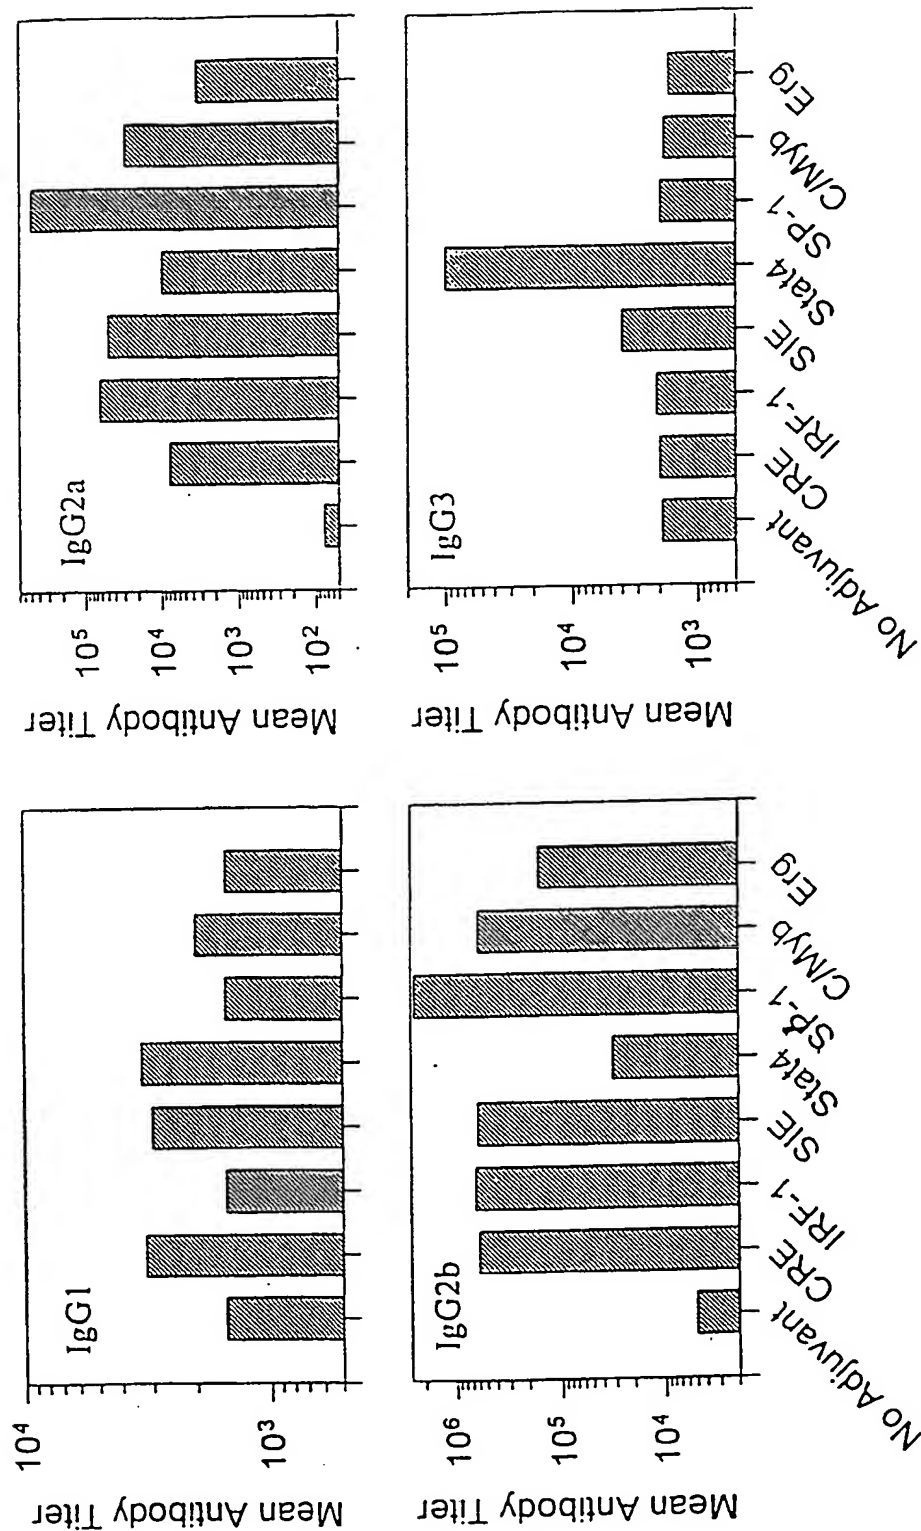 IgG1
Mean Antibody Titer
10⁴
10³
IgG2a
Mean Antibody Titer
10⁵
10⁴
10³
10²
IgG2b
Mean Antibody Titer
10⁶
10⁵
10⁴
No Adjuvant
CRE
IRF-1
SIE
Stat4
SP-1
C/Myb
Erg
IgG3
Mean Antibody Titer
10⁵
10⁴
10³
No Adjuvant
CRE
IRF-1
SIE
Stat4
SP-1
C/Myb
Erg